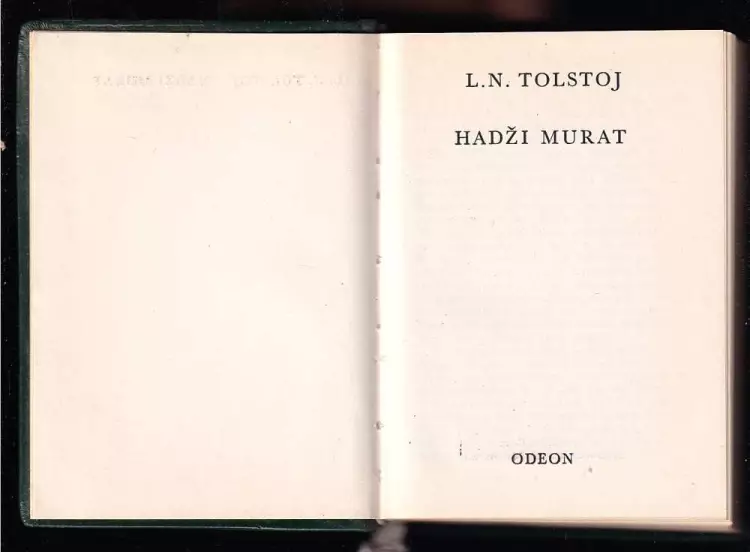 L.N. TOLSTOJ
HADŽI MURAT
ODEON